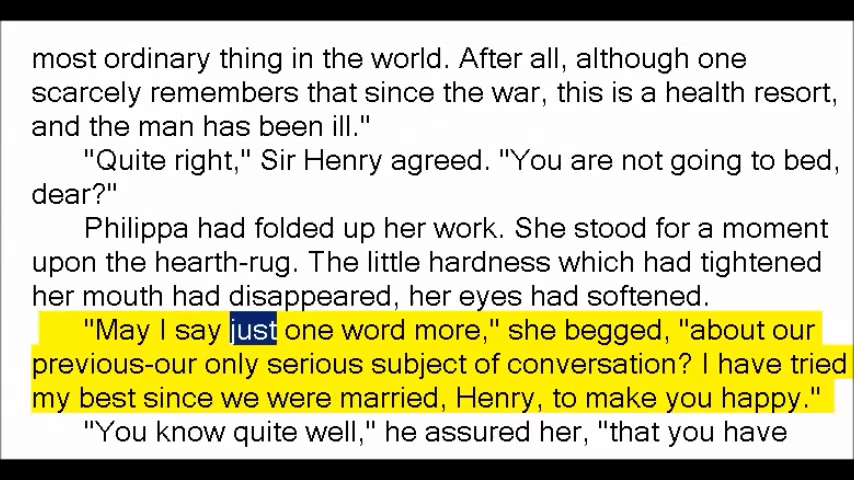 most ordinary thing in the world. After all, although one
scarcely remembers that since the war, this is a health resort,
and the man has been ill."
"Quite right," Sir Henry agreed. "You are not going to bed,
dear?"
Philippa had folded up her work. She stood for a moment
upon the hearth-rug. The little hardness which had tightened
her mouth had disappeared, her eyes had softened.
"May I say just one word more," she begged, "about our
previous-our only serious subject of conversation? I have tried
my best since we were married, Henry, to make you happy."
"You know quite well," he assured her, "that you have